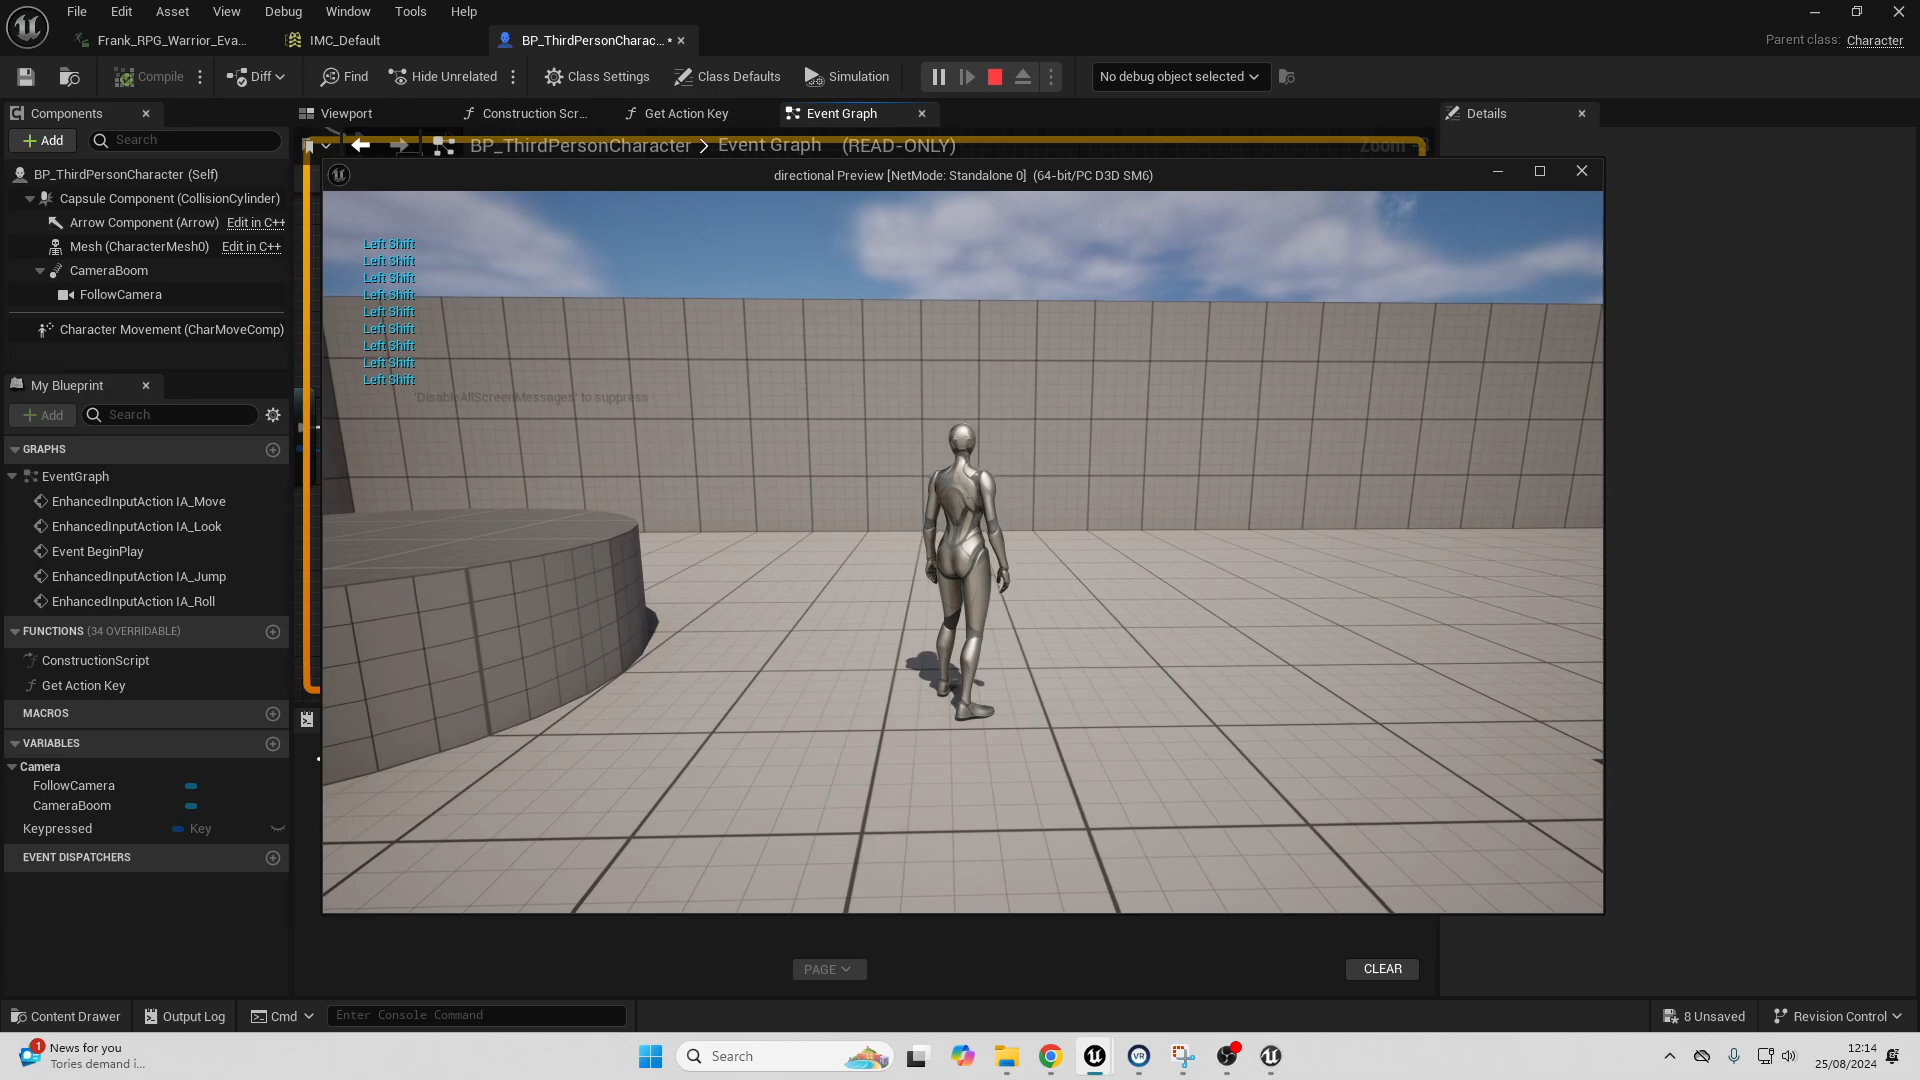 File Edit Asset View Debug Window Tools Help
Frank_RPG_Warrior_Eva... IMC_Default BP_ThirdPersonCharac... • ×
Parent class: Character
Compile Diff Find Hide Unrelated Class Settings Class Defaults Simulation No debug object selected
Components Viewport Construction Scr... Get Action Key Event Graph Details
Add Search
BP_ThirdPersonCharacter > Event Graph (READ-ONLY) Zoom
BP_ThirdPersonCharacter (Self)
directional Preview [NetMode: Standalone 0] (64-bit/PC D3D SM6)
Capsule Component (CollisionCylinder)
Arrow Component (Arrow) Edit in C++
Mesh (CharacterMesh0) Edit in C++
CameraBoom
FollowCamera
Character Movement (CharMoveComp)
Left Shift
Left Shift
Left Shift
Left Shift
Left Shift
Left Shift
Left Shift
Left Shift
Left Shift
'DisableAllScreenMessages' to suppress
My Blueprint
Add Search
GRAPHS
EventGraph
EnhancedInputAction IA_Move
EnhancedInputAction IA_Look
Event BeginPlay
EnhancedInputAction IA_Jump
EnhancedInputAction IA_Roll
FUNCTIONS (34 OVERRIDABLE)
ConstructionScript
Get Action Key
MACROS
VARIABLES
Camera
FollowCamera
CameraBoom
Keypressed Key
EVENT DISPATCHERS
PAGE CLEAR
Content Drawer Output Log Cmd Enter Console Command 8 Unsaved Revision Control
1 News for you
Tories demand i...
Search
VR
12:14
25/08/2024